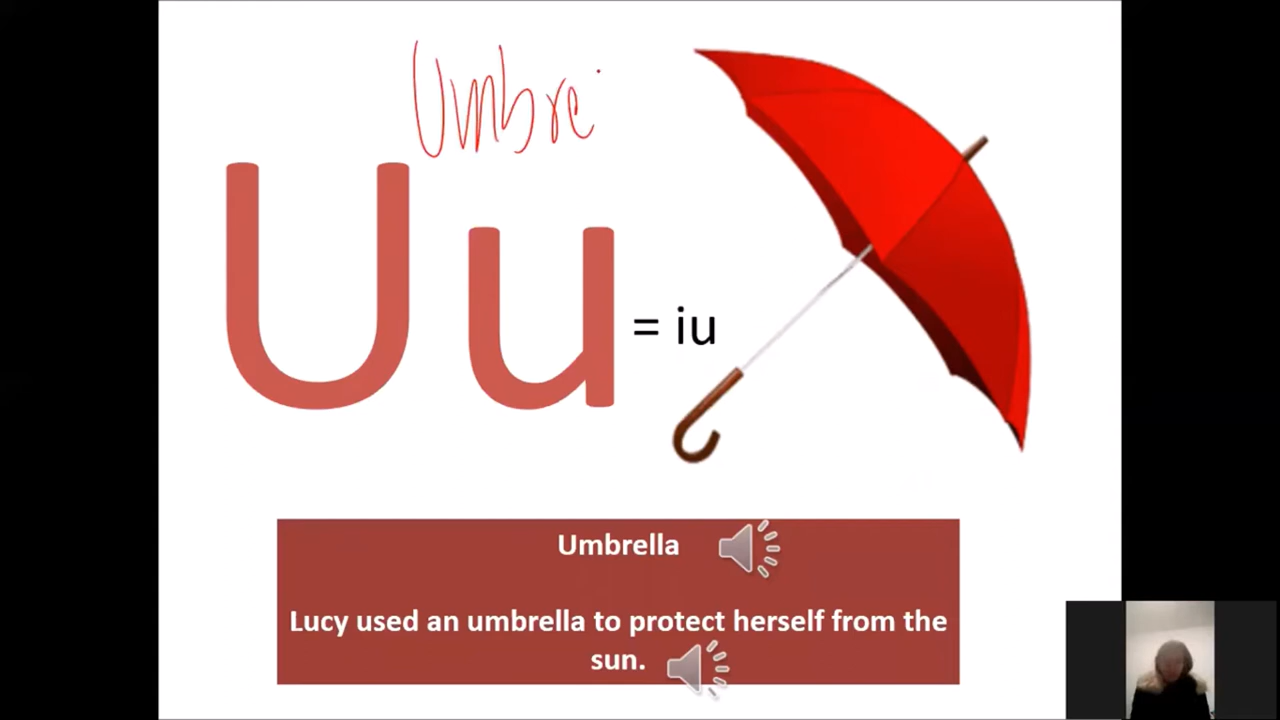 Umbre
Uu
= iu
Umbrella
Lucy used an umbrella to protect herself from the
sun.